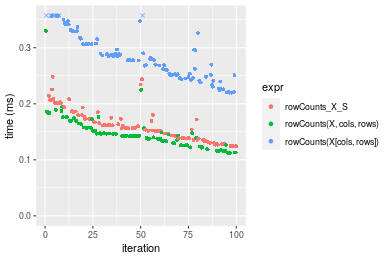 0.3
0.2
0.1
0.0
time (ms)
0
25
50
75
100
iteration
expr
rowCounts_X_S
rowCounts(X, cols, rows)
rowCounts(X[cols, rows])